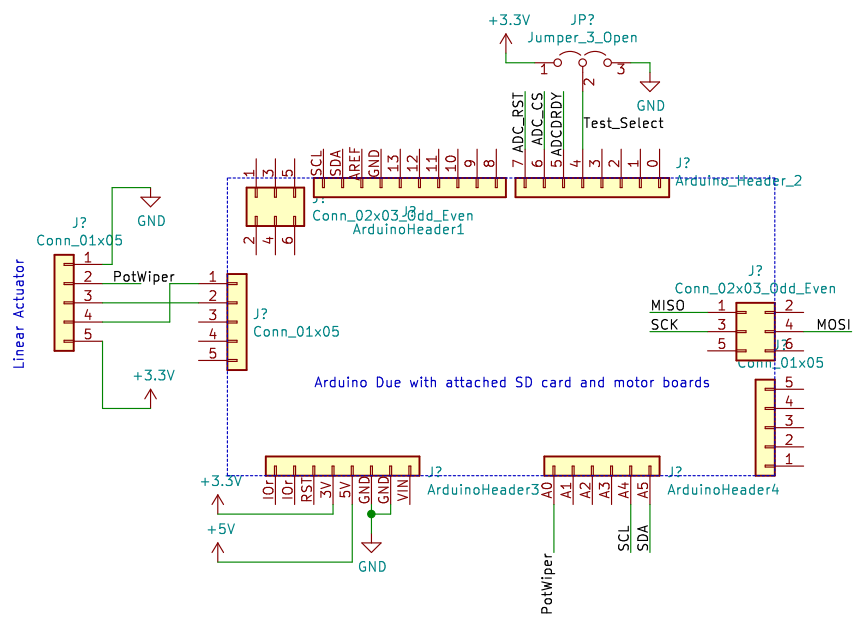 +3.3V
JP?
Jumper_3_Open
1
2
3
GND
ADC_RST
ADC_CS
ADCDRDY
Test_Select
SCL
SDA
AREF
GND
13
12
11
10
9
8
7
6
5
4
3
2
1
0
J?
Arduino_Header_2
1
3
5
2
4
6
J?
Conn_02x03_Odd_Even
J?
ArduinoHeader1
GND
J?
Conn_01x05
1
2
3
4
5
PotWiper
Linear Actuator
+3.3V
1
2
3
4
5
J?
Conn_01x05
J?
Conn_02x03_Odd_Even
MISO
1
2
SCK
3
4
MOSI
5
6
J?
Conn_01x05
Arduino Due with attached SD card and motor boards
5
4
3
2
1
+3.3V
+5V
IOr
IOr
RST
3V
5V
GND
GND
VIN
J?
ArduinoHeader3
GND
A0
A1
A2
A3
A4
A5
J?
ArduinoHeader4
PotWiper
SCL
SDA